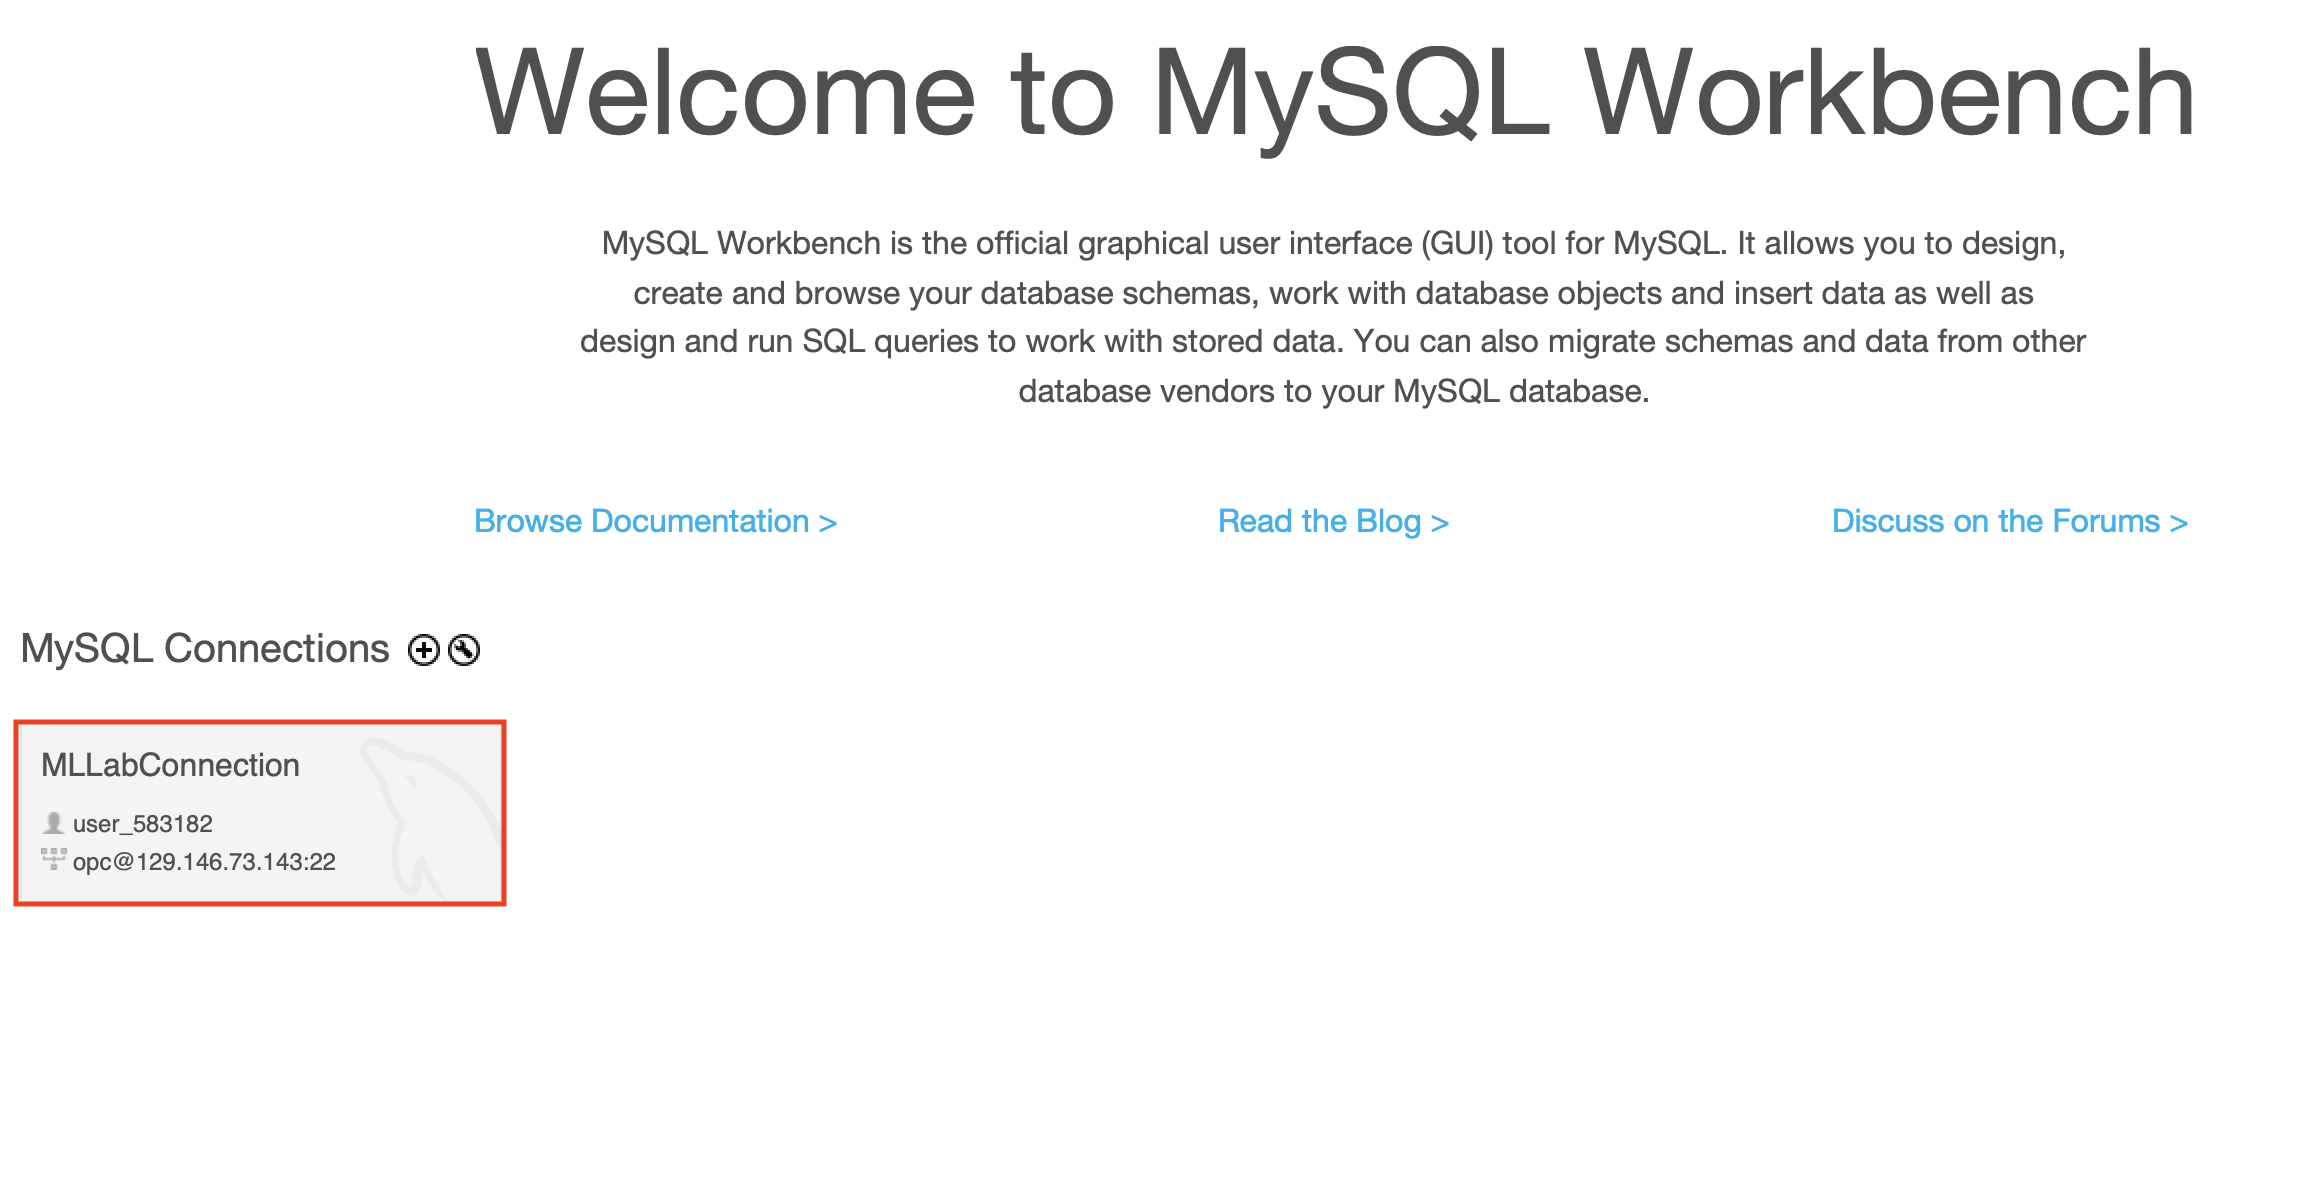 Welcome to MySQL Workbench
MySQL Workbench is the official graphical user interface (GUI) tool for MySQL. It allows you to design,
create and browse your database schemas, work with database objects and insert data as well as
design and run SQL queries to work with stored data. You can also migrate schemas and data from other
database vendors to your MySQL database.
Browse Documentation >
Read the Blog >
Discuss on the Forums >
MySQL Connections
MLLabConnection
user_583182
opc@129.146.73.143:22